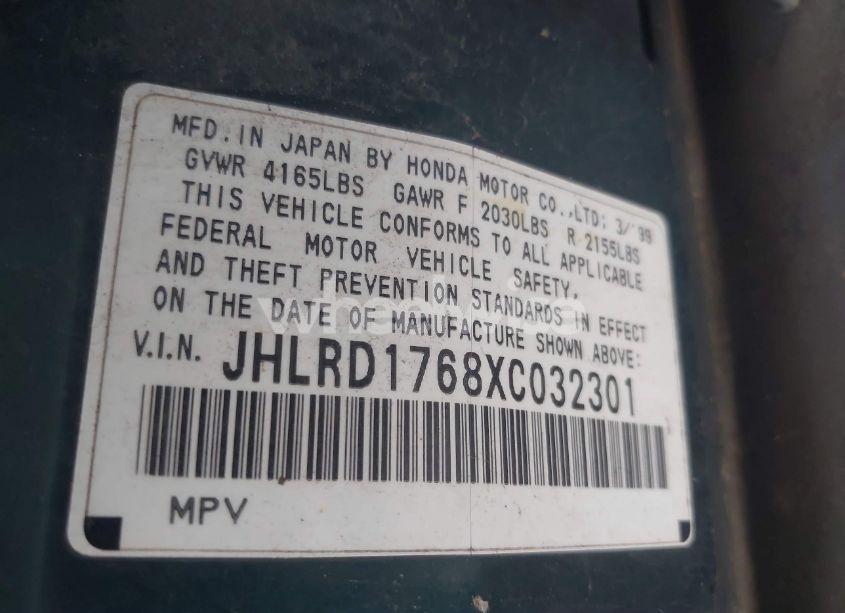 MFD. IN JAPAN BY HONDA MOTOR CO., LTD; 3/'99
GVWR 4165LBS GAWR F 2030LBS R 2155LBS
THIS VEHICLE CONFORMS TO ALL APPLICABLE
FEDERAL MOTOR VEHICLE SAFETY,
AND THEFT PREVENTION STANDARDS IN EFFECT
ON THE DATE OF MANUFACTURE SHOWN ABOVE:
V.I.N. JHLRD1768XC032301
MPV